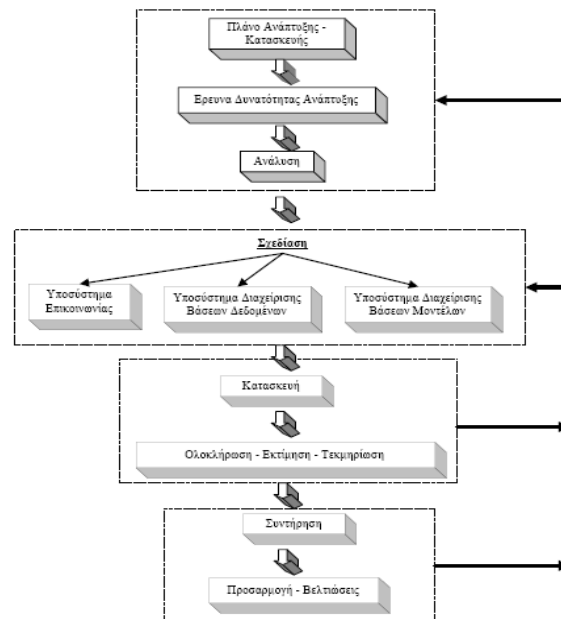 Πλάνο Ανάπτυξης -
Κατασκευής
Ερευνα Δυνατότητας Ανάπτυξης
Ανάλυση
Σχεδίαση
Υποσύστημα
Επικοινωνίας
Υποσύστημα Διαχείρισης
Βάσεων Δεδομένων
Υποσύστημα Διαχείρισης
Βάσεων Μοντέλων
Κατασκευή
Ολοκλήρωση - Εκτίμηση - Τεκμηρίωση
Συντήρηση
Προσαρμογή - Βελτιώσεις